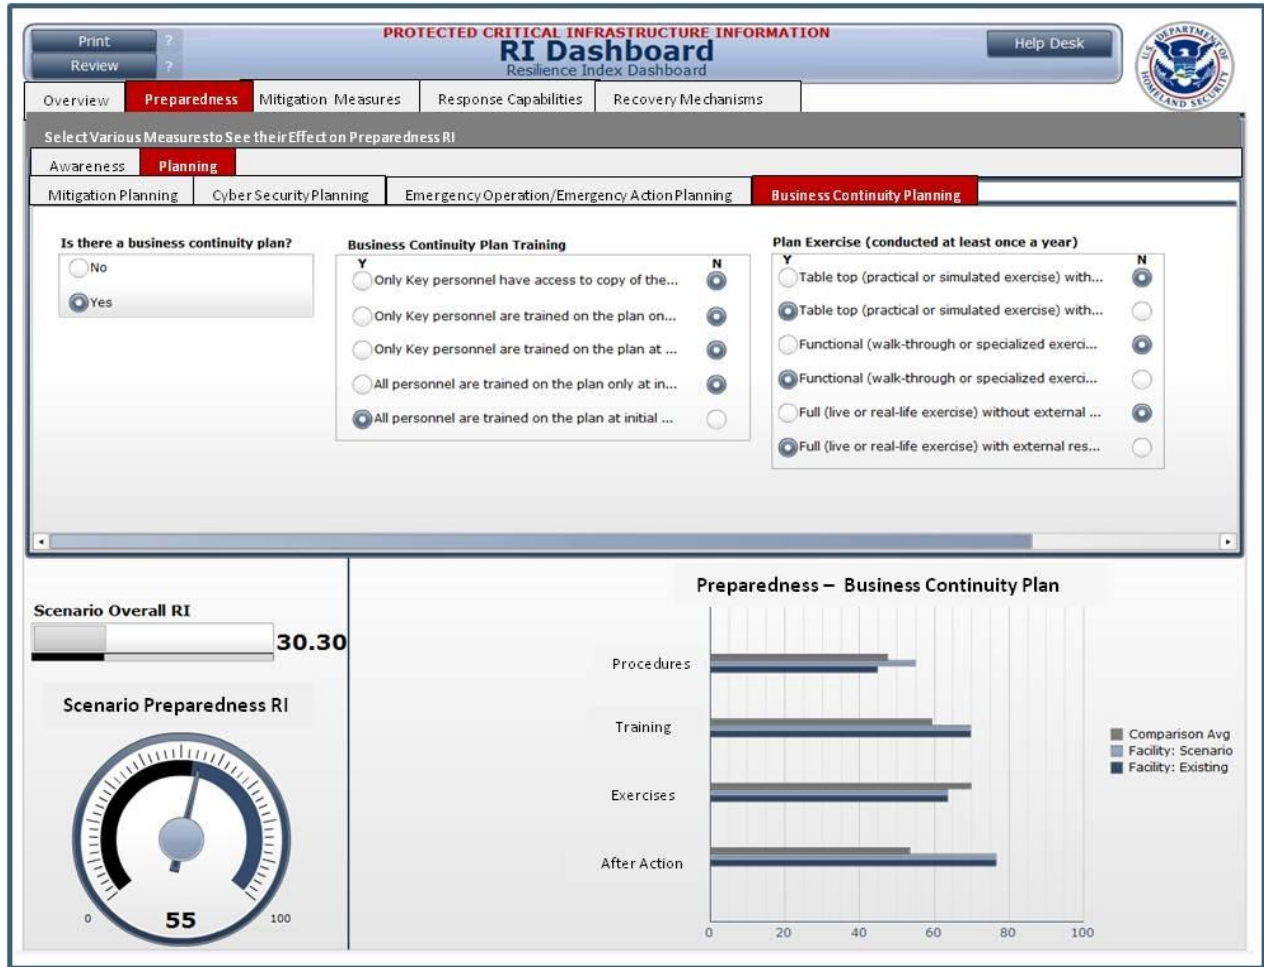 PROTECTED CRITICAL INFRASTRUCTURE INFORMATION
Print ?
RI Dashboard
Help Desk
Review ?
Resilience Index Dashboard
U.S. DEPARTMENT OF HOMELAND SECURITY
Overview Preparedness Mitigation Measures Response Capabilities Recovery Mechanisms
Select Various Measuresto See their Effect on Preparedness RI
Awareness Planning
Mitigation Planning Cyber Security Planning Emergency Operation/Emergency Action Planning Business Continuity Planning
Is there a business continuity plan?
No
Yes
Business Continuity Plan Training
Y N
Only Key personnel have access to copy of the...
Only Key personnel are trained on the plan on...
Only Key personnel are trained on the plan at ...
All personnel are trained on the plan only at in...
All personnel are trained on the plan at initial ...
Plan Exercise (conducted at least once a year)
Y N
Table top (practical or simulated exercise) with...
Table top (practical or simulated exercise) with...
Functional (walk-through or specialized exerci...
Functional (walk-through or specialized exerci...
Full (live or real-life exercise) without external ...
Full (live or real-life exercise) with external res...
Scenario Overall RI
30.30
Scenario Preparedness RI
0 55 100
Preparedness – Business Continuity Plan
Procedures
Training
Exercises
After Action
0 20 40 60 80 100
Comparison Avg
Facility: Scenario
Facility: Existing